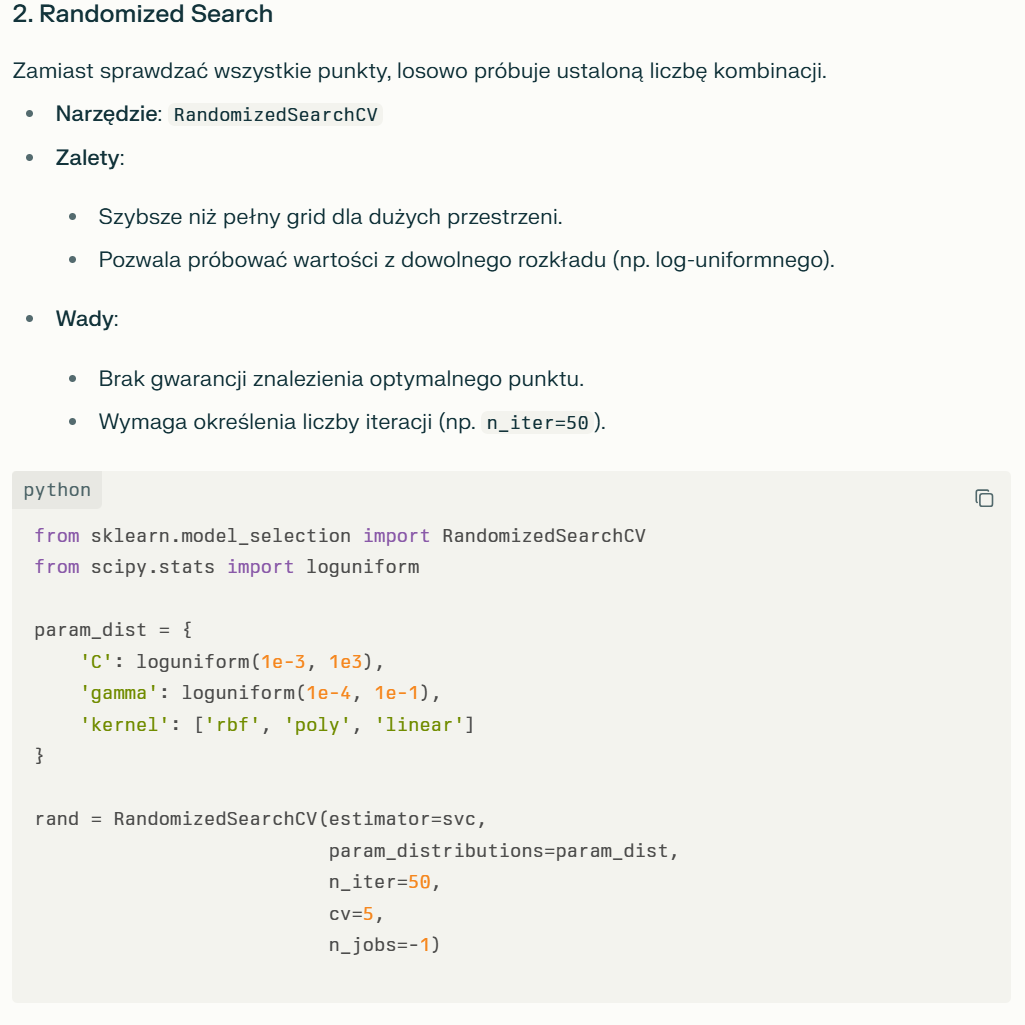 2. Randomized Search
Zamiast sprawdzać wszystkie punkty, losowo próbuje ustaloną liczbę kombinacji.
• Narzędzie: RandomizedSearchCV
• Zalety:
• Szybsze niż pełny grid dla dużych przestrzeni.
• Pozwala próbować wartości z dowolnego rozkładu (np. log-uniformnego).
• Wady:
• Brak gwarancji znalezienia optymalnego punktu.
• Wymaga określenia liczby iteracji (np. n_iter=50).
python
from sklearn.model_selection import RandomizedSearchCV
from scipy.stats import loguniform
param_dist = {
    'C': loguniform(1e-3, 1e3),
    'gamma': loguniform(1e-4, 1e-1),
    'kernel': ['rbf', 'poly', 'linear']
}
rand = RandomizedSearchCV(estimator=svc,
                          param_distributions=param_dist,
                          n_iter=50,
                          cv=5,
                          n_jobs=-1)